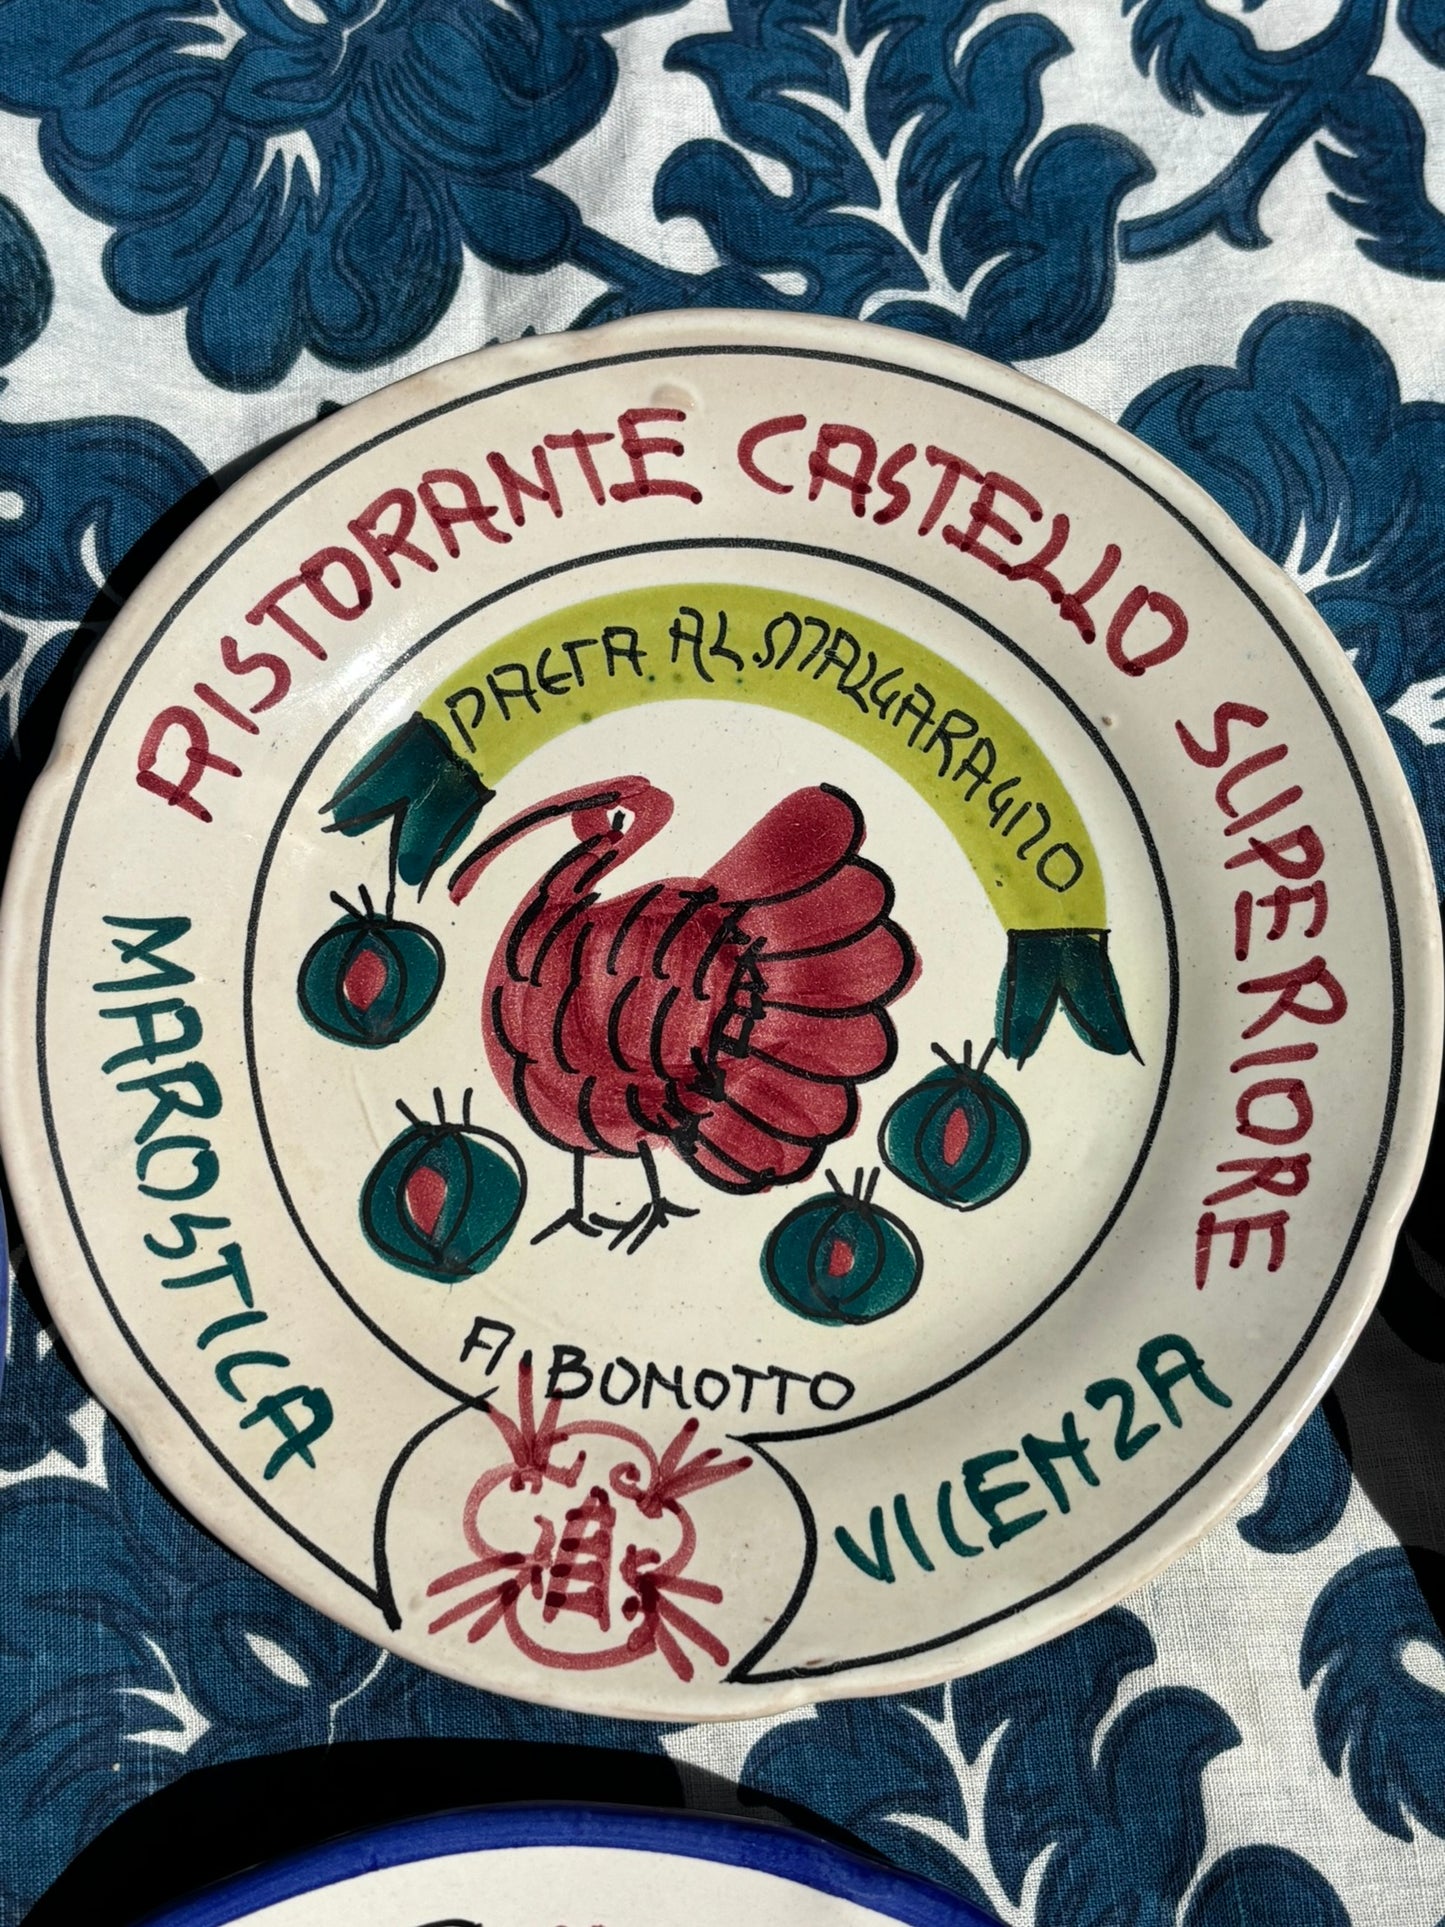 RISTORANTE CASTELLO SUPERIORE
PAETA AL MALGARAGNO
A. BONOTTO
MAROSTICA
VICENZA